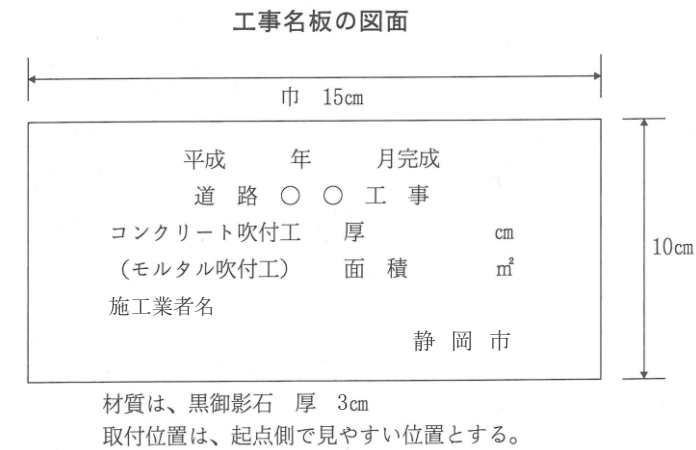 工事名板の図面
巾　15㎝
平成　　　年　　　月完成
道　路　○　○　工　事
コンクリート吹付工　　厚　　　　　　㎝
10㎝
（モルタル吹付工）　　面　積　　　　㎡
施工業者名
静　岡　市
材質は、黒御影石　厚　3㎝
取付位置は、起点側で見やすい位置とする。